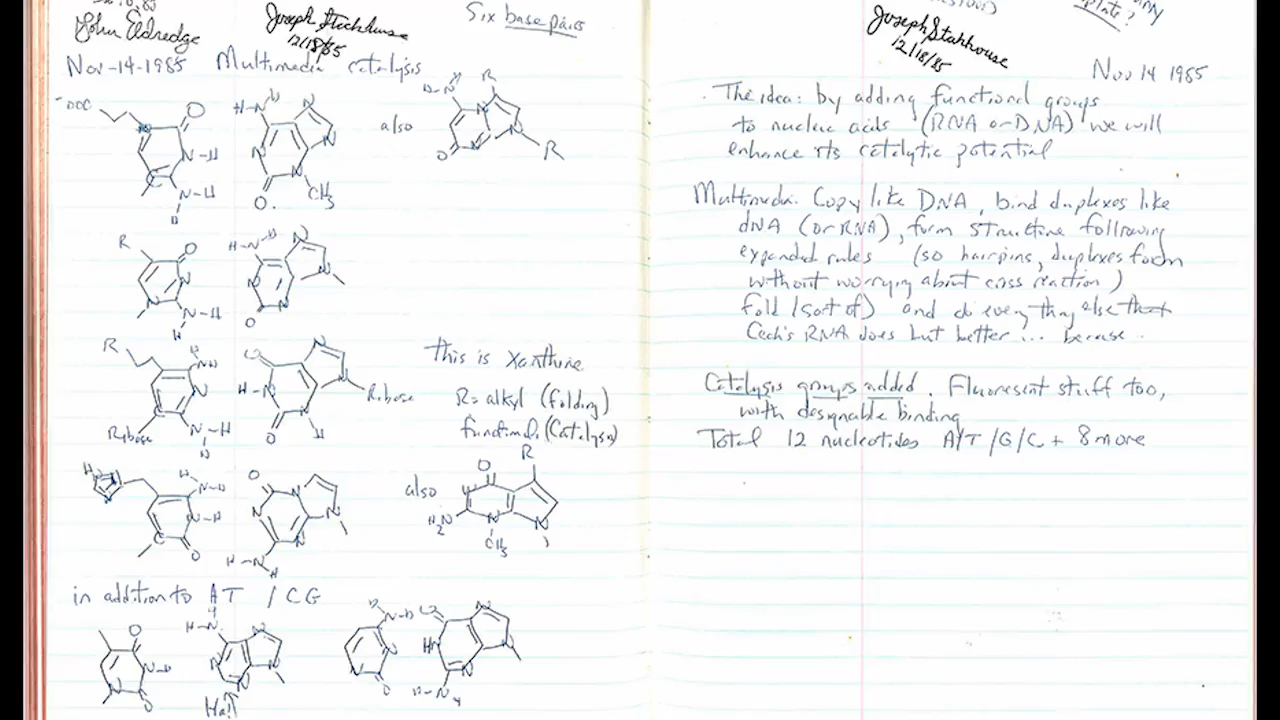 John Eldredge
Joseph Stackhouse
12/18/85
Six base pairs
Nov-14-1985 Multimedia catalysis
-OOC
also
this is Xanthine
R = alkyl (folding)
functional. (Catalysis)
R
Ribose
Ribose
also
in addition to AT / CG
plate?
Joseph Stackhouse
12/18/85
Nov 14 1985
The idea: by adding functional groups
to nucleic acids (RNA or DNA) we will
enhance its catalytic potential
Multimedia. Copy like DNA, bind duplexes like
DNA (or RNA), form structure following
expanded rules (so hairpins, duplexes form
without worrying about cross reaction)
fold (sort of) and do everything else that
Cech's RNA does but better ... because.
Catalysis groups added. Fluorescent stuff too,
with designable binding
Total 12 nucleotides A/T/G/C + 8 more